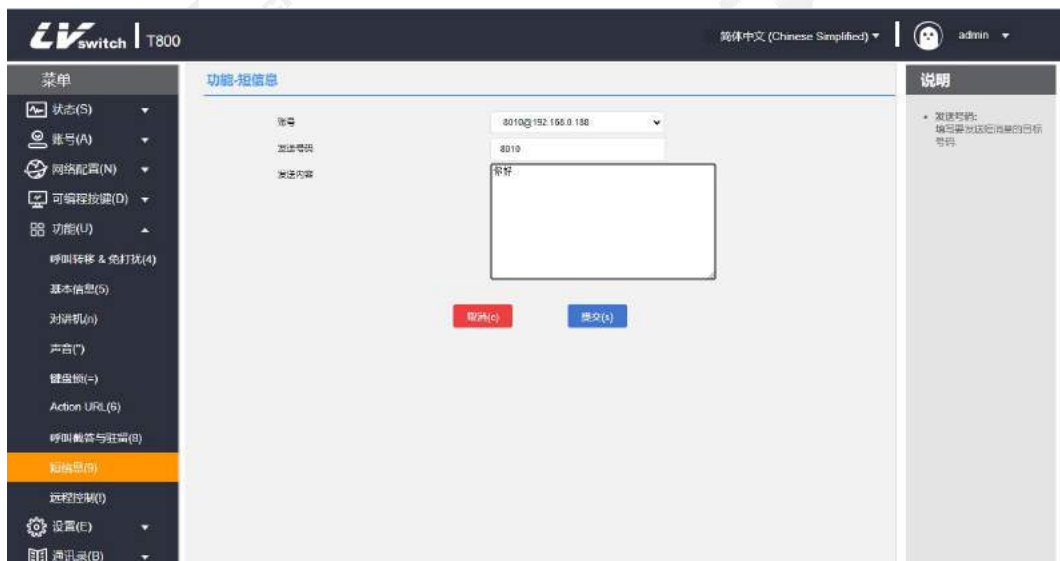 LVswitch | T800
简体中文 (Chinese Simplified)
admin
菜单
状态(S)
账号(A)
网络配置(N)
可编程按键(D)
功能(U)
呼叫转移 & 免打扰(4)
基本信息(5)
对讲机(n)
声音(")
键盘锁(=)
Action URL(6)
呼叫截答与驻留(8)
短信息(9)
远程控制(!)
设置(E)
通讯录(B)
功能-短信息
账号
8010@192.168.0.188
发送号码
8010
发送内容
你好
取消(c)
提交(s)
说明
发送号码:
填写要发送短消息的目标
号码